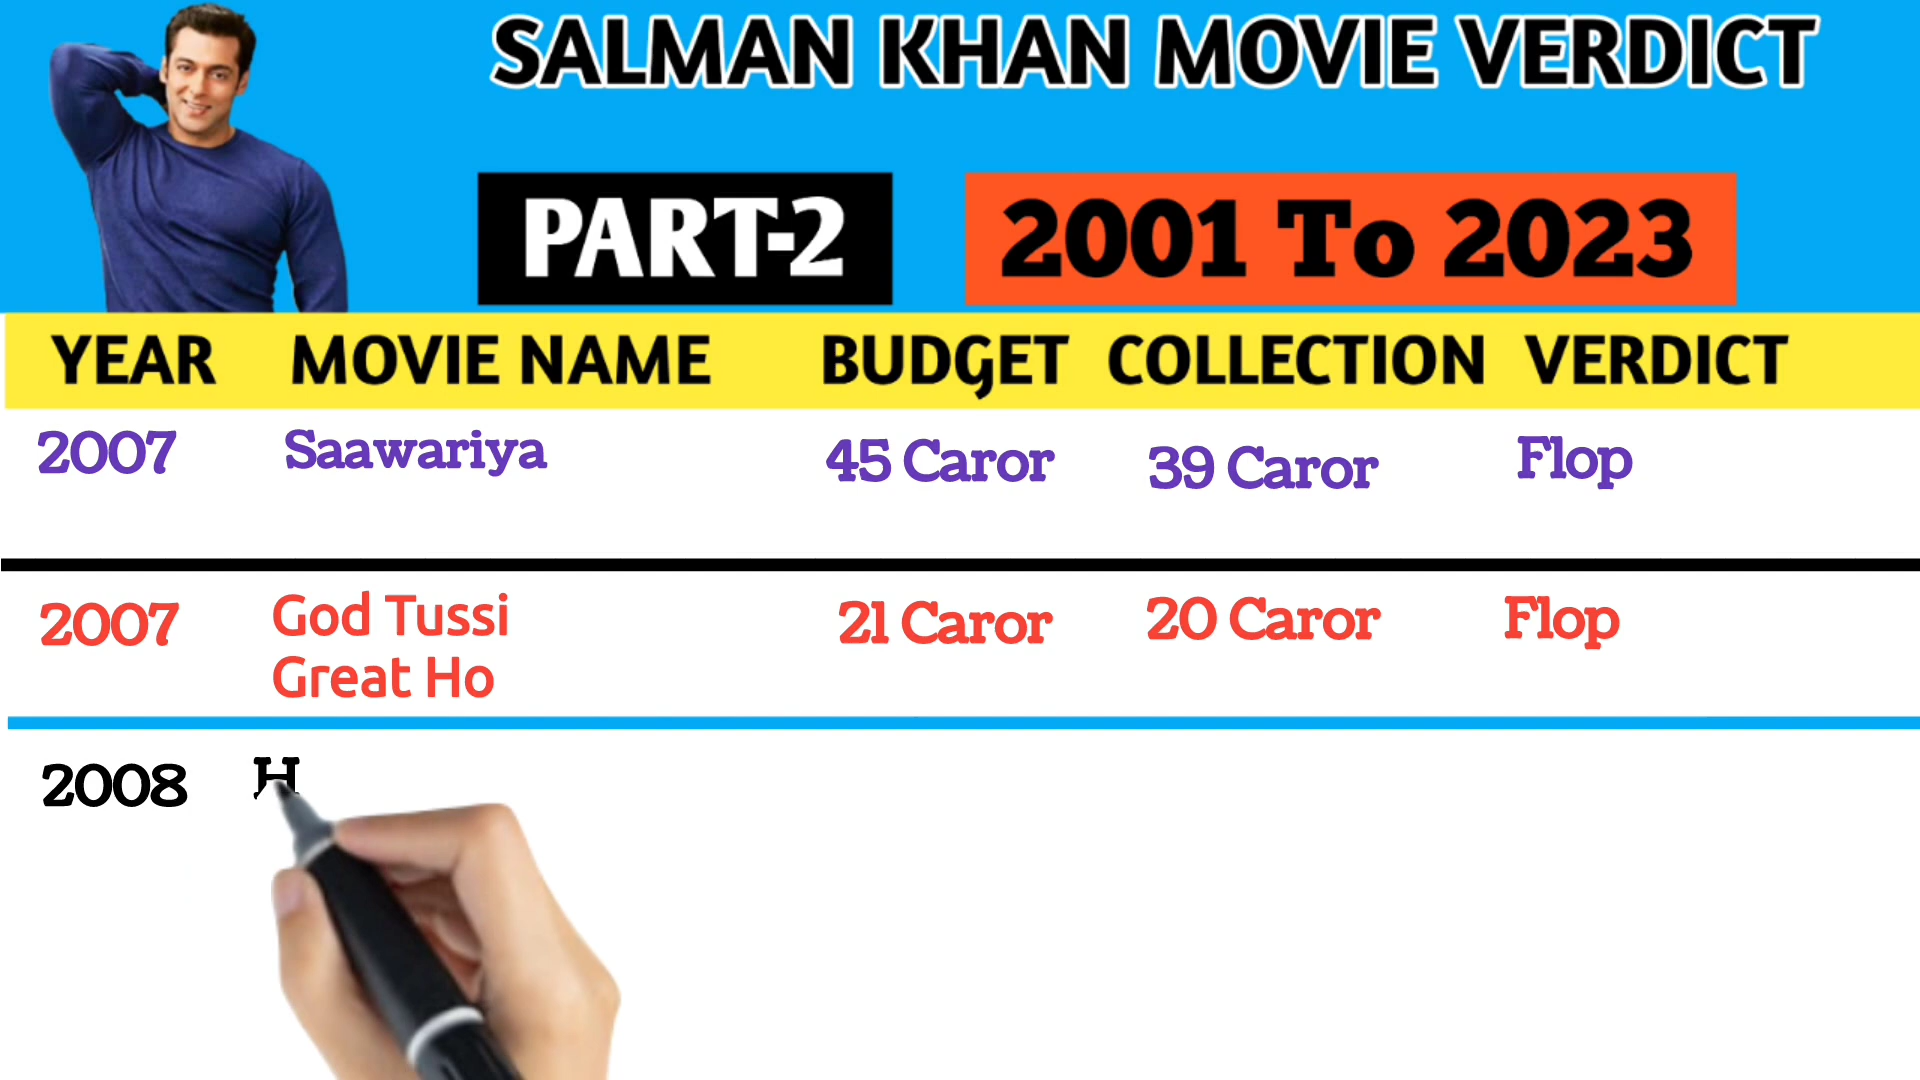 SALMAN KHAN MOVIE VERDICT
PART-2 2001 To 2023
YEAR MOVIE NAME BUDGET COLLECTION VERDICT
2007 Saawariya 45 Caror 39 Caror Flop
2007 God Tussi 21 Caror 20 Caror Flop
Great Ho
2008 H